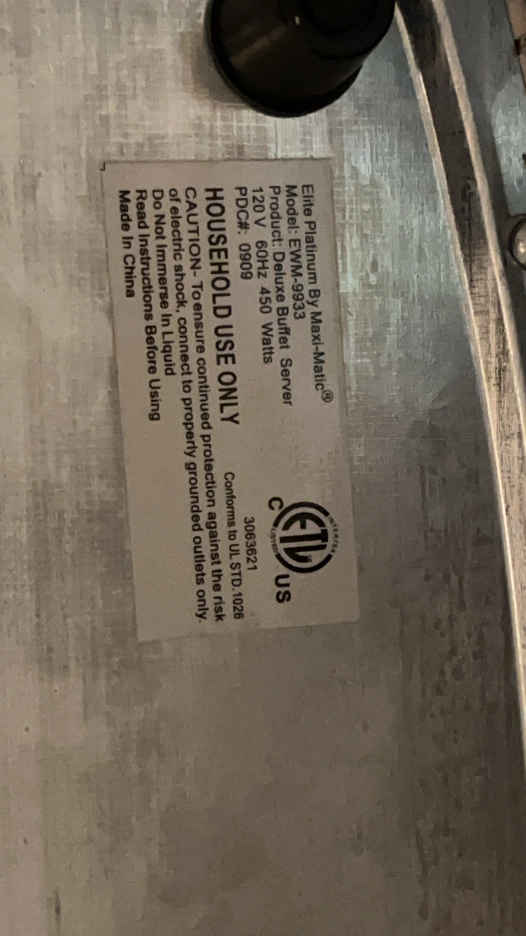 Elite Platinum By Maxi-Matic®
Model: EWM-9933
Product: Deluxe Buffet Server
120 V 60Hz 450 Watts
PDC#: 0909
INTERTEK
ETL
LISTED
C US
3063621
Conforms to UL STD.1026
HOUSEHOLD USE ONLY
CAUTION- To ensure continued protection against the risk
of electric shock, connect to properly grounded outlets only.
Do Not Immerse In Liquid
Read Instructions Before Using
Made In China